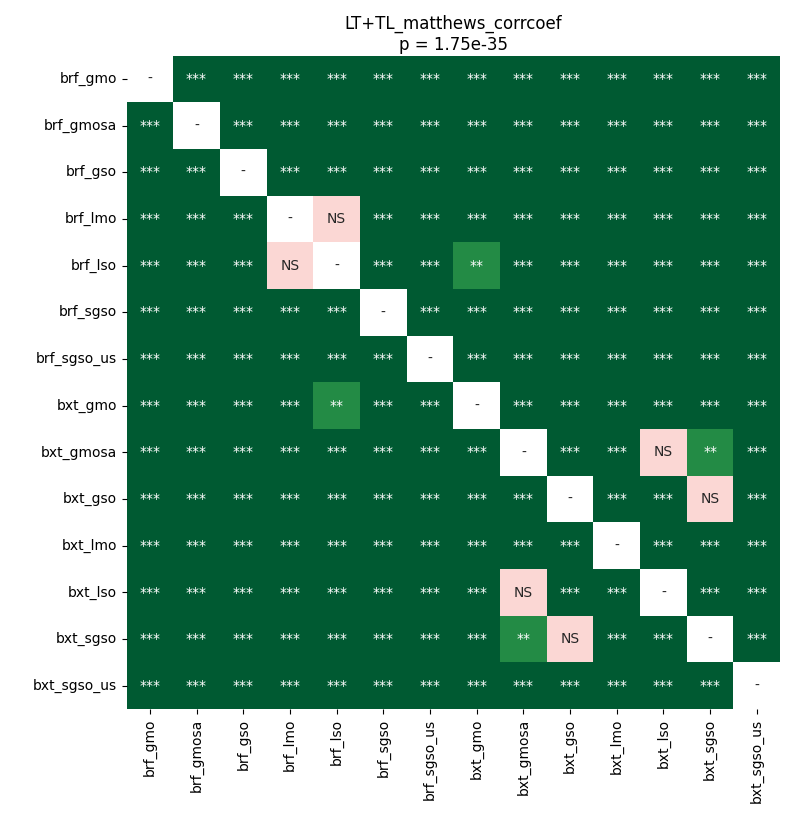 LT+TL_matthews_corrcoef
p = 1.75e-35
brf_gmo - *** *** *** *** *** *** *** *** *** *** *** *** ***
brf_gmosa *** - *** *** *** *** *** *** *** *** *** *** *** ***
brf_gso *** *** - *** *** *** *** *** *** *** *** *** *** ***
brf_lmo *** *** *** - NS *** *** *** *** *** *** *** *** ***
brf_lso *** *** *** NS - *** *** ** *** *** *** *** *** ***
brf_sgso *** *** *** *** *** - *** *** *** *** *** *** *** ***
brf_sgso_us *** *** *** *** *** *** - *** *** *** *** *** *** ***
bxt_gmo *** *** *** *** ** *** *** - *** *** *** *** *** ***
bxt_gmosa *** *** *** *** *** *** *** *** - *** *** NS ** ***
bxt_gso *** *** *** *** *** *** *** *** *** - *** *** NS ***
bxt_lmo *** *** *** *** *** *** *** *** *** *** - *** *** ***
bxt_lso *** *** *** *** *** *** *** *** NS *** *** - *** ***
bxt_sgso *** *** *** *** *** *** *** *** ** NS *** *** - ***
bxt_sgso_us *** *** *** *** *** *** *** *** *** *** *** *** *** -
brf_gmo brf_gmosa brf_gso brf_lmo brf_lso brf_sgso brf_sgso_us bxt_gmo bxt_gmosa bxt_gso bxt_lmo bxt_lso bxt_sgso bxt_sgso_us